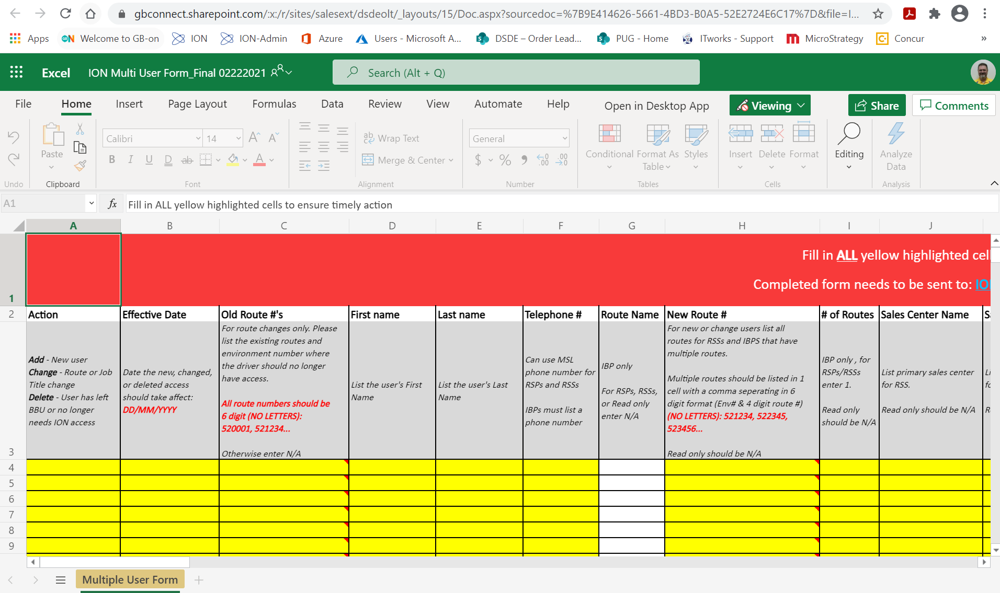 gbconnect.sharepoint.com/:x:/r/sites/salesext/dsdeolt/_layouts/15/Doc.aspx?sourcedoc=%7B9E414626-5661-4BD3-B0A5-52E2724E6C17%7D&file=I...
Apps Welcome to GB-on ION ION-Admin Azure Users - Microsoft A... DSDE – Order Lead... PUG - Home ITworks - Support MicroStrategy Concur »
Excel ION Multi User Form_Final 02222021 Search (Alt + Q)
File Home Insert Page Layout Formulas Data Review View Automate Help Open in Desktop App Viewing Share Comments
Calibri 14 ab Wrap Text General
Paste B I U D ab A Merge & Center $ % Conditional Format As Table Styles Insert Delete Format Editing Analyze Data
Undo Clipboard Font Alignment Number Tables Cells Analysis
A1 fx Fill in ALL yellow highlighted cells to ensure timely action
A B C D E F G H I J
Fill in ALL yellow highlighted cell
Completed form needs to be sent to: IO
1
2 Action Effective Date Old Route #'s First name Last name Telephone # Route Name New Route # # of Routes Sales Center Name
Add - New user
Change - Route or Job
Title change
Delete - User has left
BBU or no longer
needs ION access
Date the new, changed,
or deleted access
should take affect:
DD/MM/YYYY
For route changes only. Please
list the existing routes and
environment number where
the driver should no longer
have access.
All route numbers should be
6 digit (NO LETTERS):
520001, 521234...
Otherwise enter N/A
List the user's First
Name
List the user's Last
Name
Can use MSL
phone number for
RSPs and RSSs
IBPs must list a
phone number
IBP only
For RSPs, RSSs,
or Read only
enter N/A
For new or change users list all
routes for RSSs and IBPS that have
multiple routes.
Multiple routes should be listed in 1
cell with a comma seperating in 6
digit format (Env# & 4 digit route #)
(NO LETTERS): 521234, 522345,
523456...
Read only should be N/A
IBP only , for
RSPs/RSSs
enter 1.
Read only
should be N/A
List primary sales center
for RSS.
Read only should be N/A
3
4
5
6
7
8
9
Multiple User Form